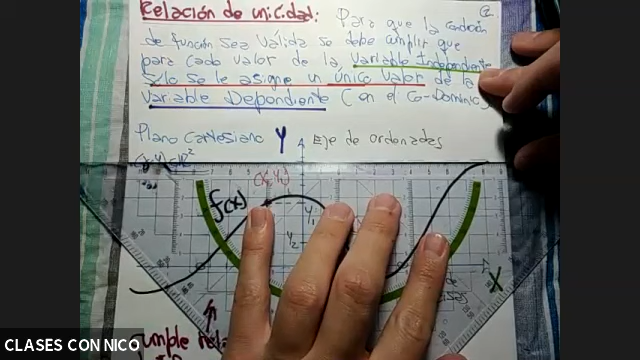 Relación de unicidad: Para que la condición
de función sea válida se debe cumplir que
para cada valor de la Variable Independiente
sólo se le asigne un único valor de la
Variable Dependiente (en el Co-Dominio)
Plano Cartesiano Y Eje de ordenadas
f(x)
Y1
Y2
X
CLASES CON NICO